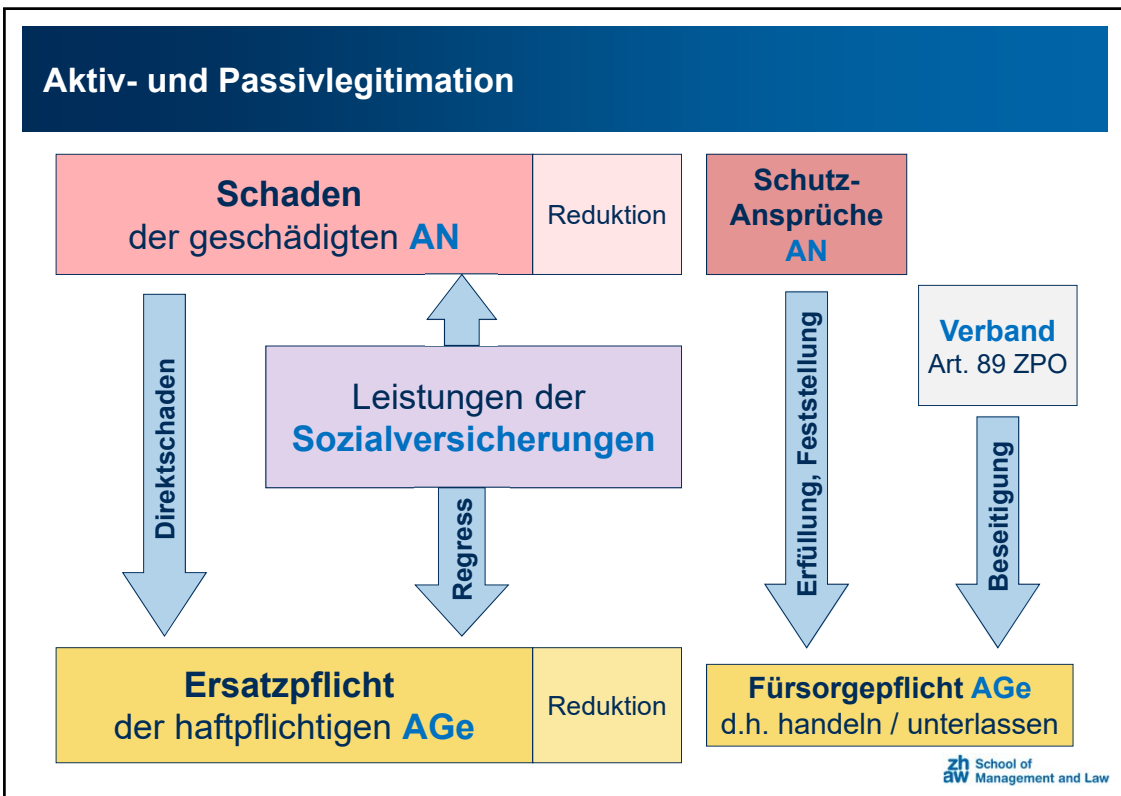 Aktiv- und Passivlegitimation
Schaden
der geschädigten AN
Reduktion
Schutz-
Ansprüche
AN
Verband
Art. 89 ZPO
Direktschaden
Leistungen der
Sozialversicherungen
Regress
Erfüllung, Feststellung
Beseitigung
Ersatzpflicht
der haftpflichtigen AGe
Reduktion
Fürsorgepflicht AGe
d.h. handeln / unterlassen
zh School of
aw Management and Law